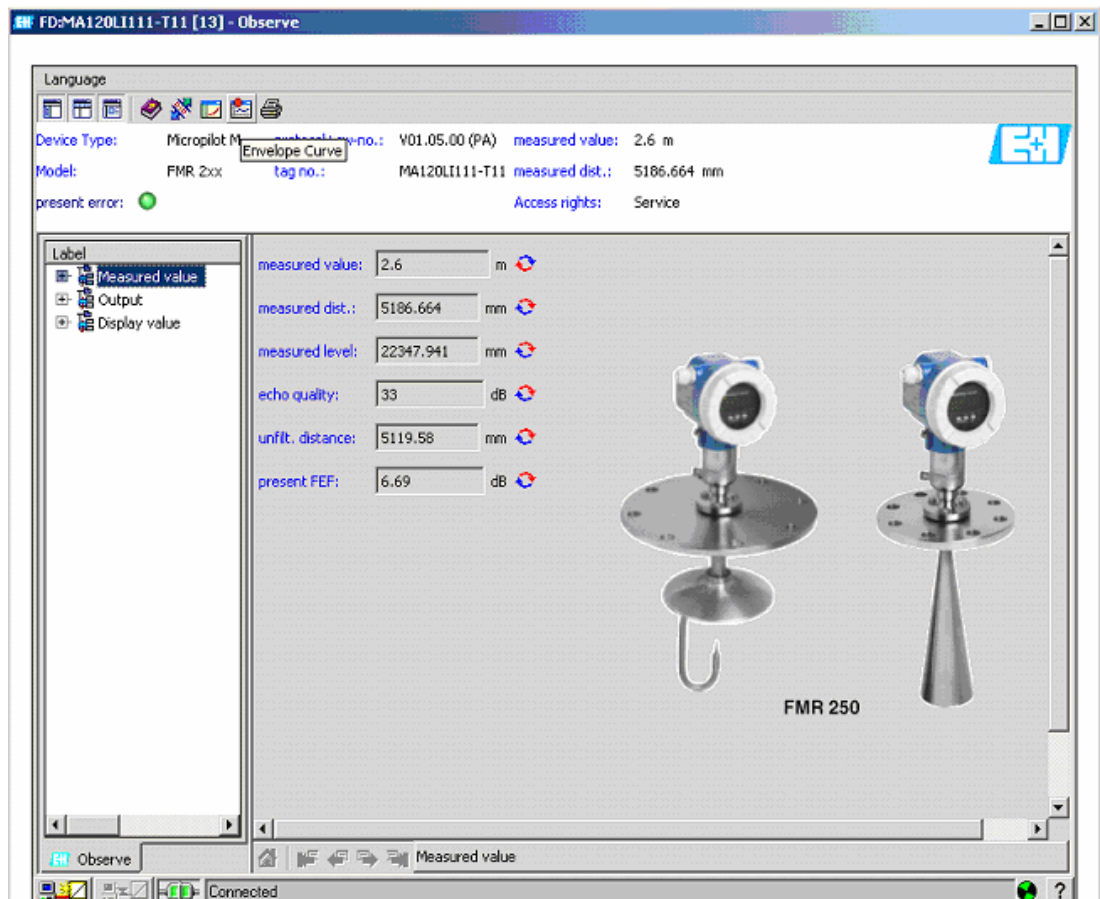 FD:MA120LI111-T11 [13] - Observe
Language
Device Type: Micropilot M protocol+sw-no.: V01.05.00 (PA) measured value: 2.6 m
Envelope Curve
Model: FMR 2xx tag no.: MA120LI111-T11 measured dist.: 5186.664 mm
present error: Access rights: Service
Label
Measured value
Output
Display value
measured value: 2.6 m
measured dist.: 5186.664 mm
measured level: 22347.941 mm
echo quality: 33 dB
unfilt. distance: 5119.58 mm
present FEF: 6.69 dB
FMR 250
Observe
Measured value
Connected